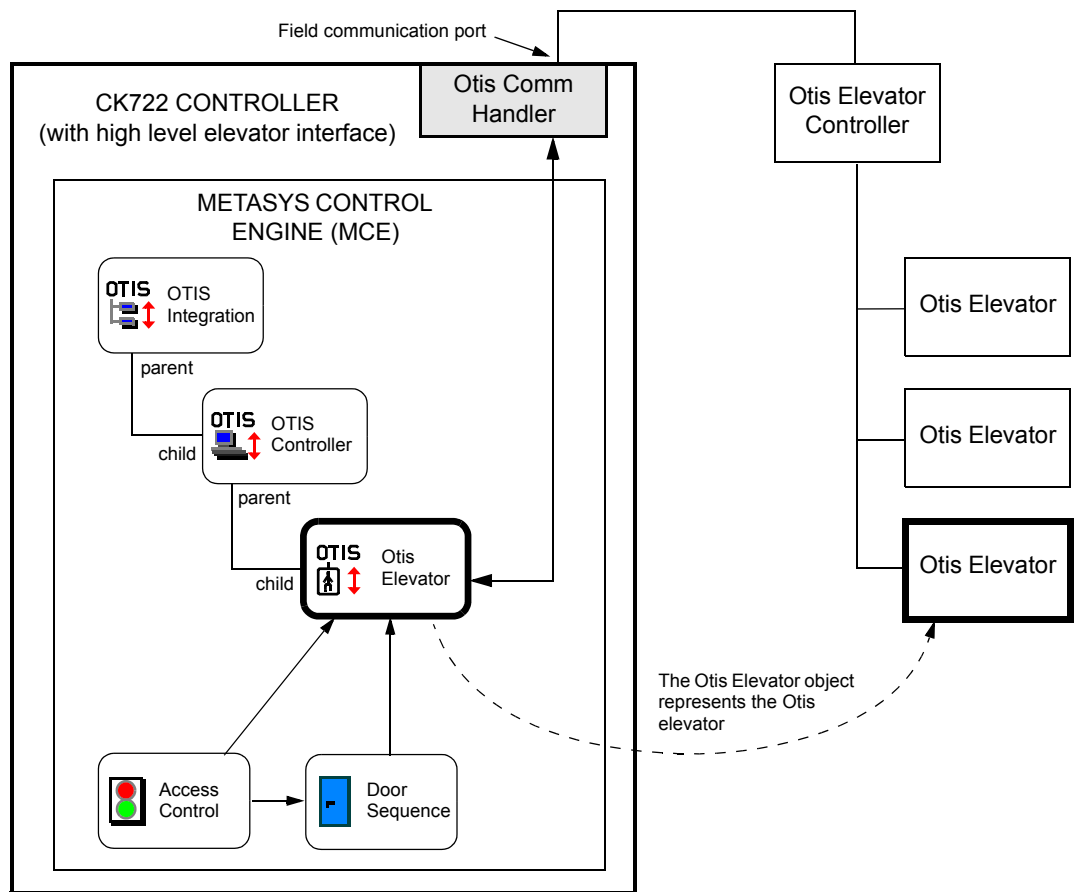 Field communication port
Otis Comm
Handler
CK722 CONTROLLER
(with high level elevator interface)
Otis Elevator
Controller
METASYS CONTROL
ENGINE (MCE)
OTIS
OTIS
Integration
parent
OTIS
OTIS
Controller
child
parent
OTIS
Otis
Elevator
child
Otis Elevator
Otis Elevator
Otis Elevator
The Otis Elevator object
represents the Otis
elevator
Access
Control
Door
Sequence